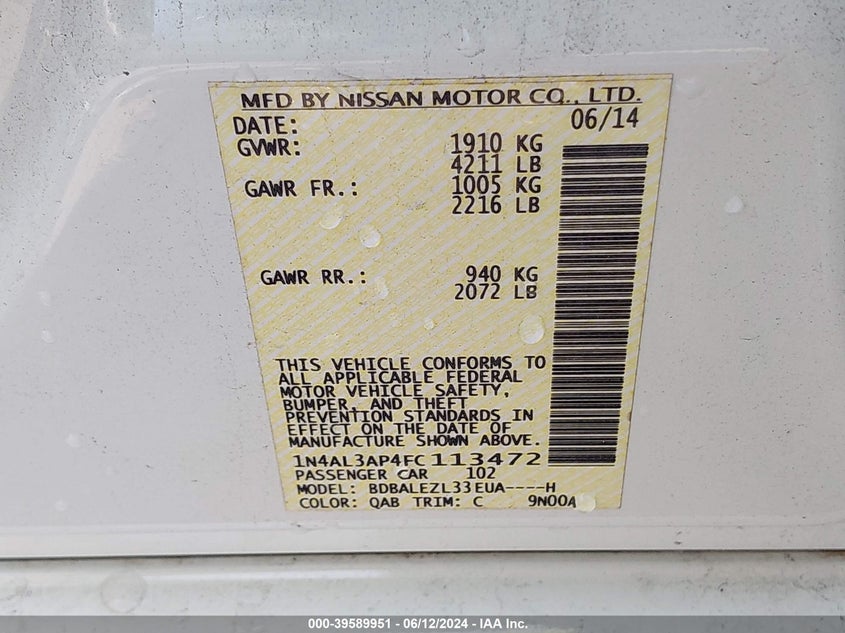 MFD BY NISSAN MOTOR CO., LTD.
DATE: 06/14
GVWR: 1910 KG
4211 LB
GAWR FR.: 1005 KG
2216 LB
GAWR RR.: 940 KG
2072 LB
THIS VEHICLE CONFORMS TO
ALL APPLICABLE FEDERAL
MOTOR VEHICLE SAFETY,
BUMPER, AND THEFT
PREVENTION STANDARDS IN
EFFECT ON THE DATE OF
MANUFACTURE SHOWN ABOVE.
1N4AL3AP4FC113472
PASSENGER CAR 102
MODEL: BDBALEZL33EUA----H
COLOR: QAB TRIM: C 9N00A
000-39589951 - 06/12/2024 - IAA Inc.